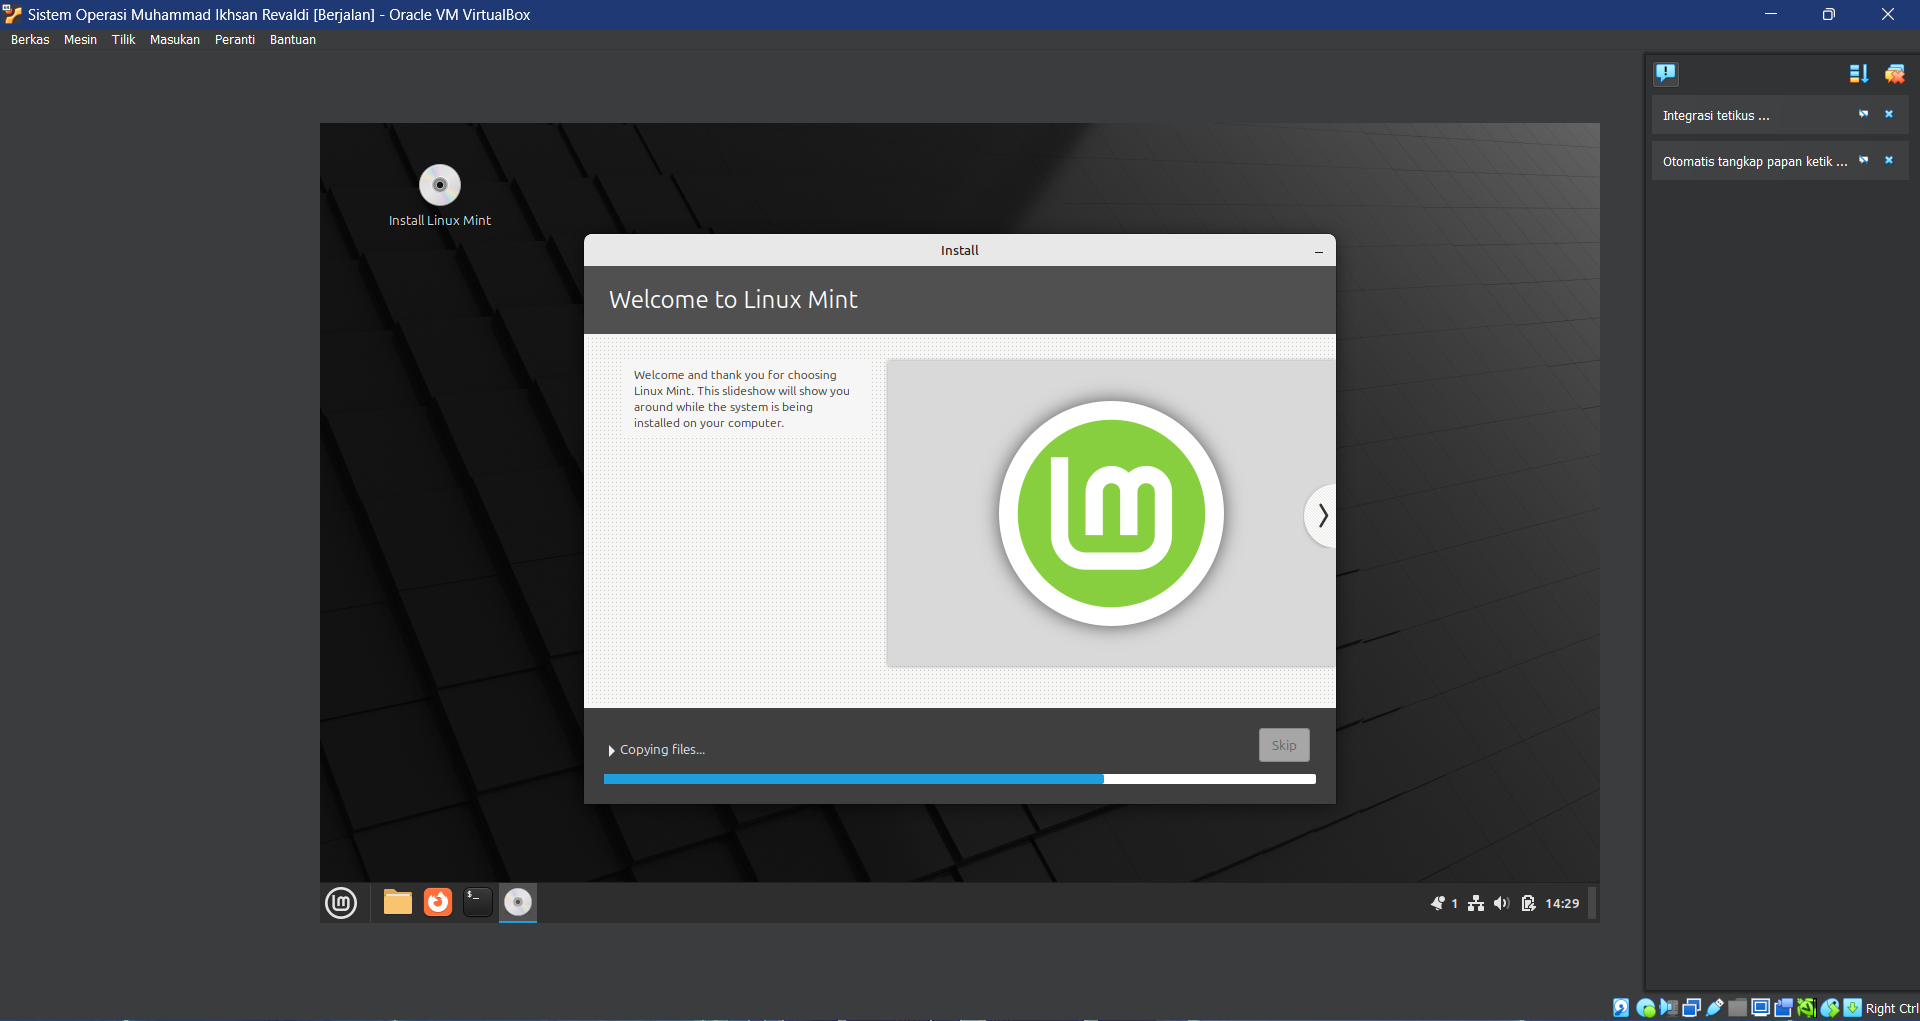 Sistem Operasi Muhammad Ikhsan Revaldi [Berjalan] - Oracle VM VirtualBox
Berkas Mesin Tilik Masukan Peranti Bantuan
Integrasi tetikus ...
Otomatis tangkap papan ketik ...
Install Linux Mint
Install
Welcome to Linux Mint
Welcome and thank you for choosing
Linux Mint. This slideshow will show you
around while the system is being
installed on your computer.
Copying files...
Skip
1 14:29
Right Ctrl